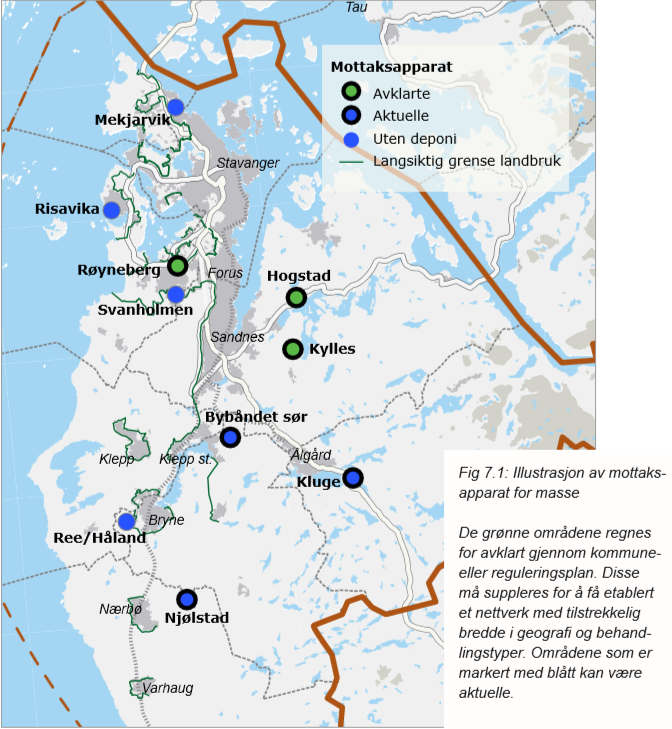 Tau
Mottaksapparat
Avklarte
Aktuelle
Uten deponi
Langsiktig grense landbruk
Mekjarvik
Stavanger
Risavika
Røyneberg
Forus
Hogstad
Svanholmen
Sandnes
Kylles
Bybåndet sør
Klepp
Klepp st.
Ålgård
Kluge
Bryne
Ree/Håland
Nærbø
Njølstad
Varhaug
Fig 7.1: Illustrasjon av mottaks-
apparat for masse
De grønne områdene regnes
for avklart gjennom kommune-
eller reguleringsplan. Disse
må suppleres for å få etablert
et nettverk med tilstrekkelig
bredde i geografi og behand-
lingstyper. Områdene som er
markert med blått kan være
aktuelle.